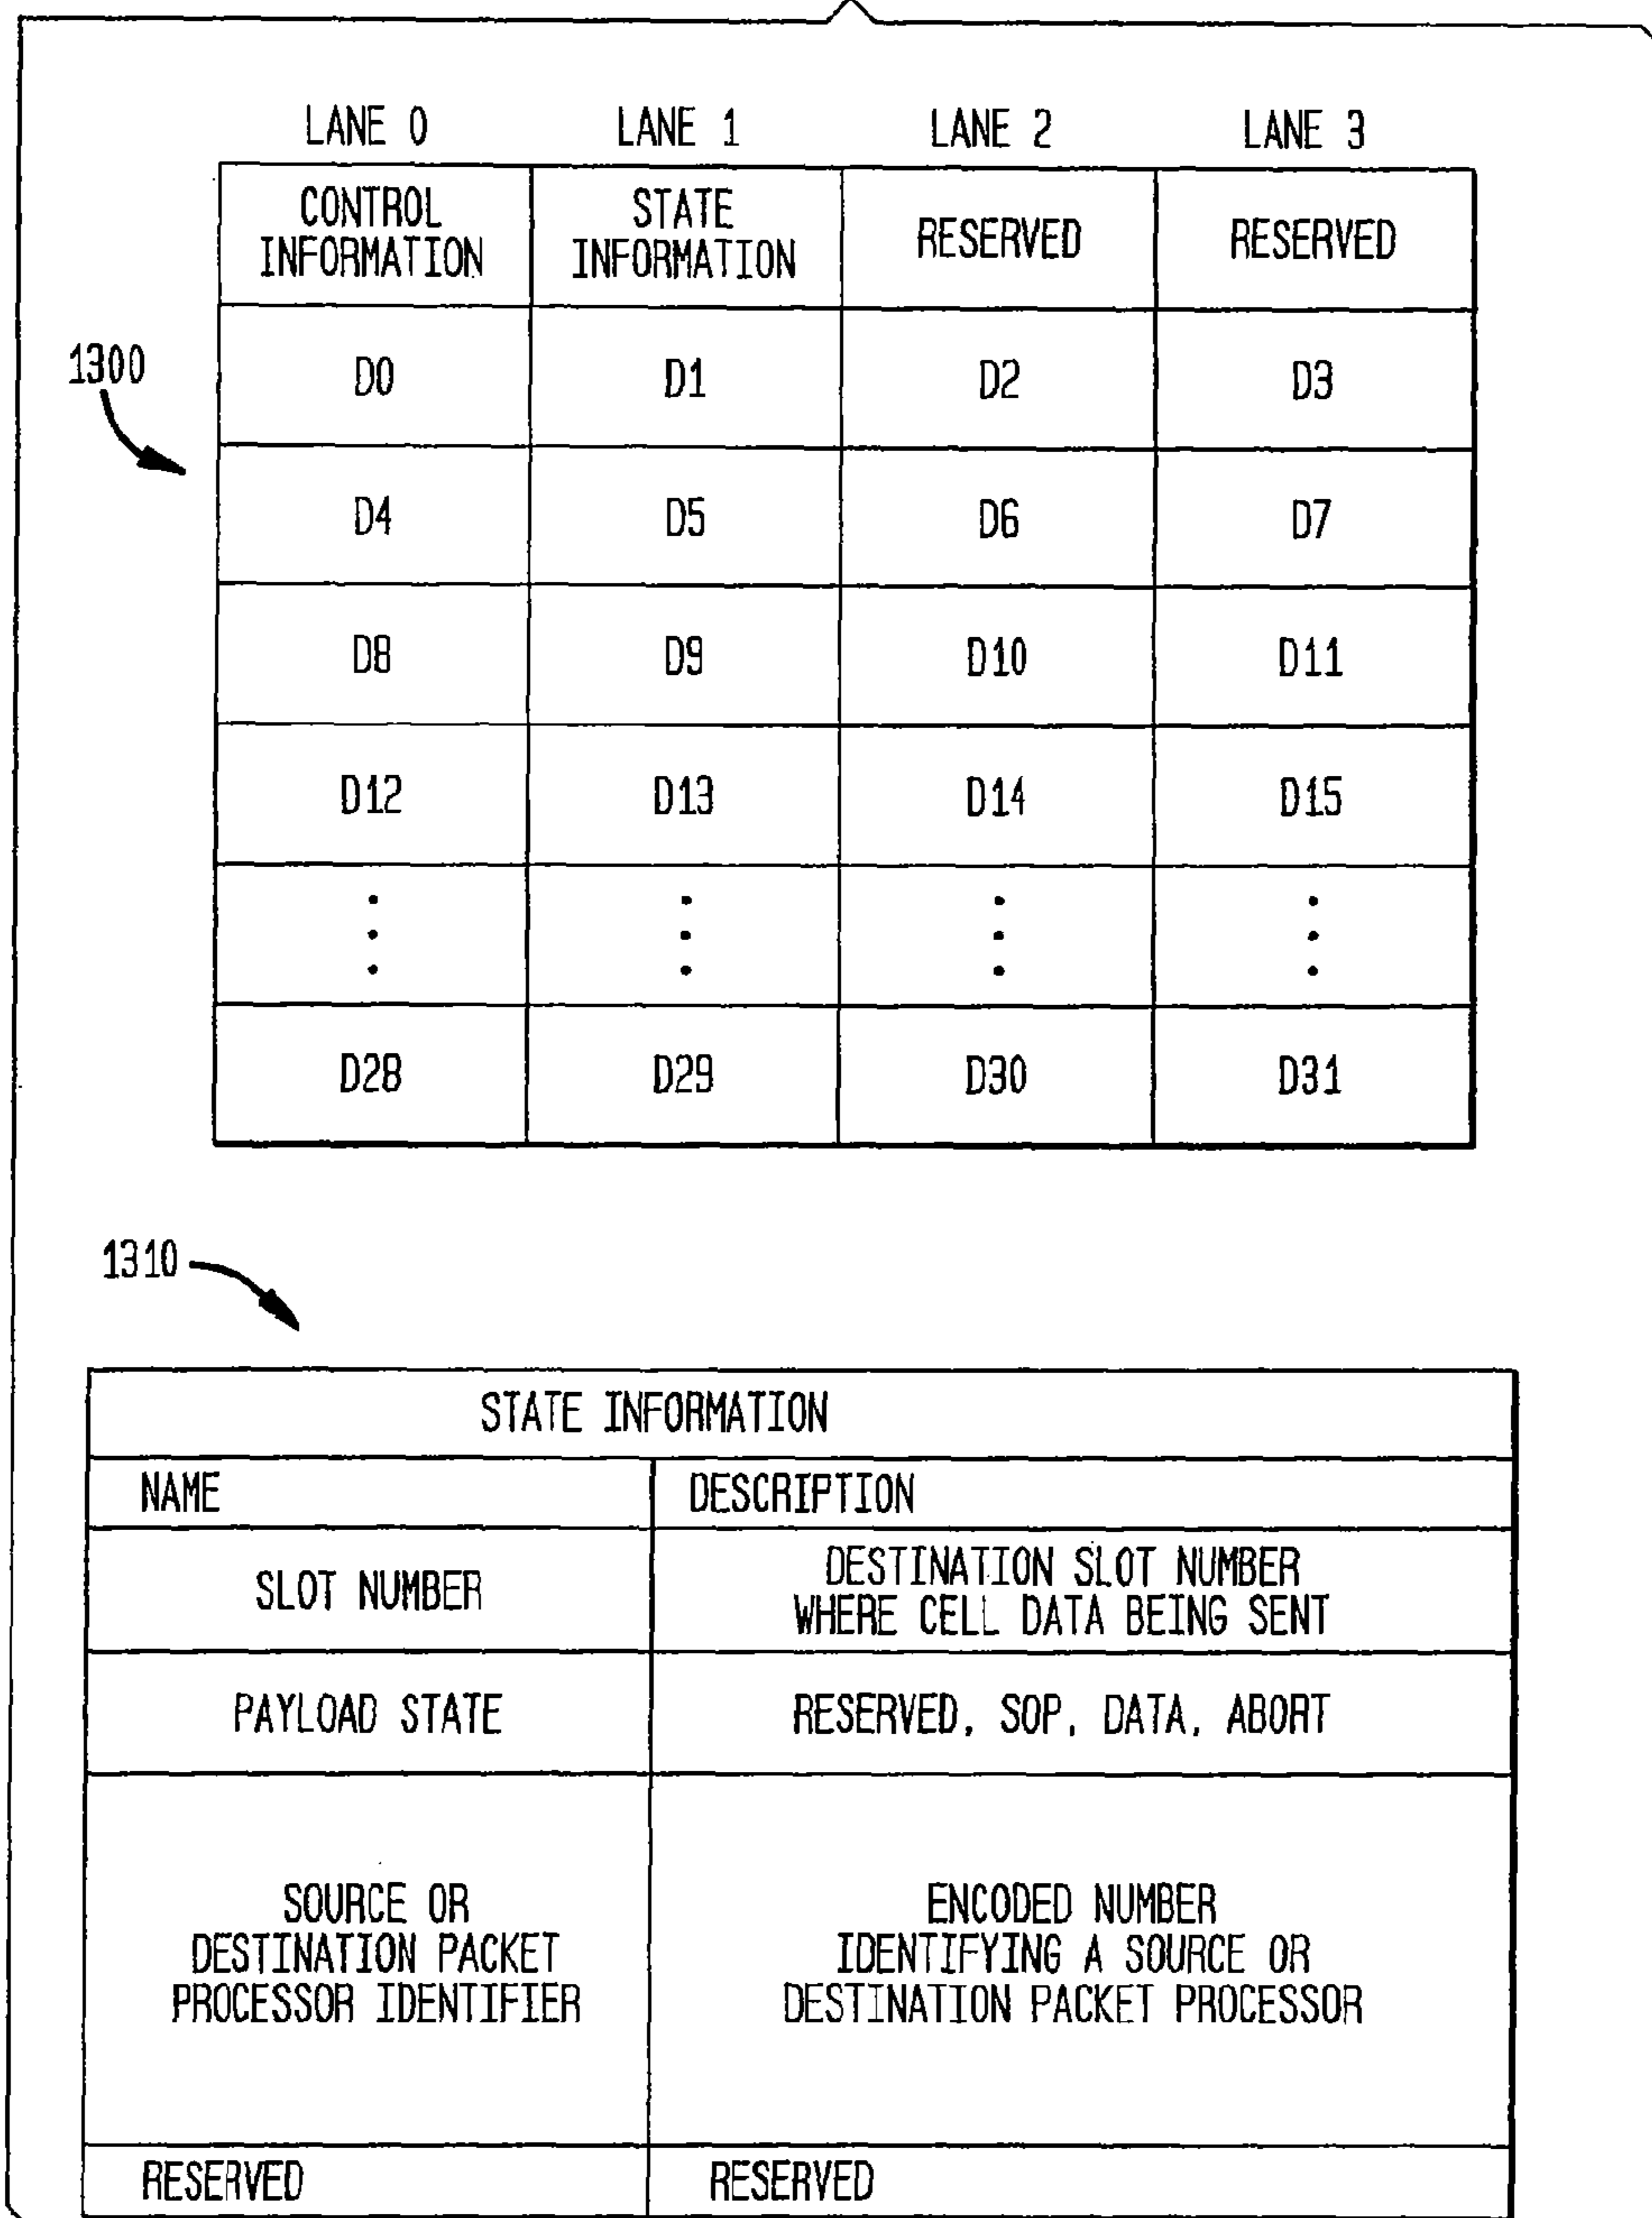 LANE 0 LANE 1 LANE 2 LANE 3
CONTROL INFORMATION STATE INFORMATION RESERVED RESERVED
1300
D0 D1 D2 D3
D4 D5 D6 D7
D8 D9 D10 D11
D12 D13 D14 D15
D28 D29 D30 D31
1310
STATE INFORMATION
NAME DESCRIPTION
SLOT NUMBER
DESTINATION SLOT NUMBER
WHERE CELL DATA BEING SENT
PAYLOAD STATE
RESERVED, SOP, DATA, ABORT
SOURCE OR
DESTINATION PACKET
PROCESSOR IDENTIFIER
ENCODED NUMBER
IDENTIFYING A SOURCE OR
DESTINATION PACKET PROCESSOR
RESERVED RESERVED